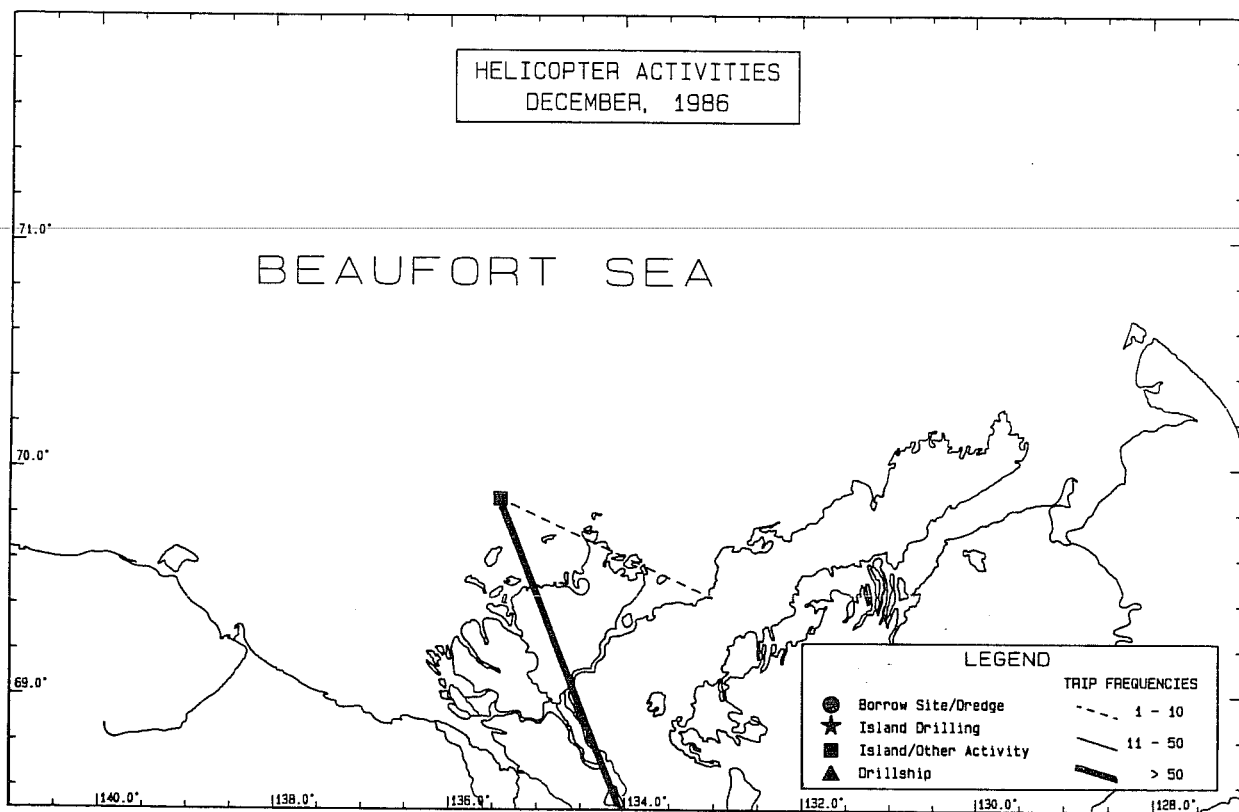 HELICOPTER ACTIVITIES
DECEMBER, 1986
71.0°
BEAUFORT SEA
70.0°
69.0°
LEGEND
TRIP FREQUENCIES
Borrow Site/Dredge
1 - 10
Island Drilling
11 - 50
Island/Other Activity
> 50
Drillship
140.0° 138.0° 136.0° 134.0° 132.0° 130.0° 128.0°